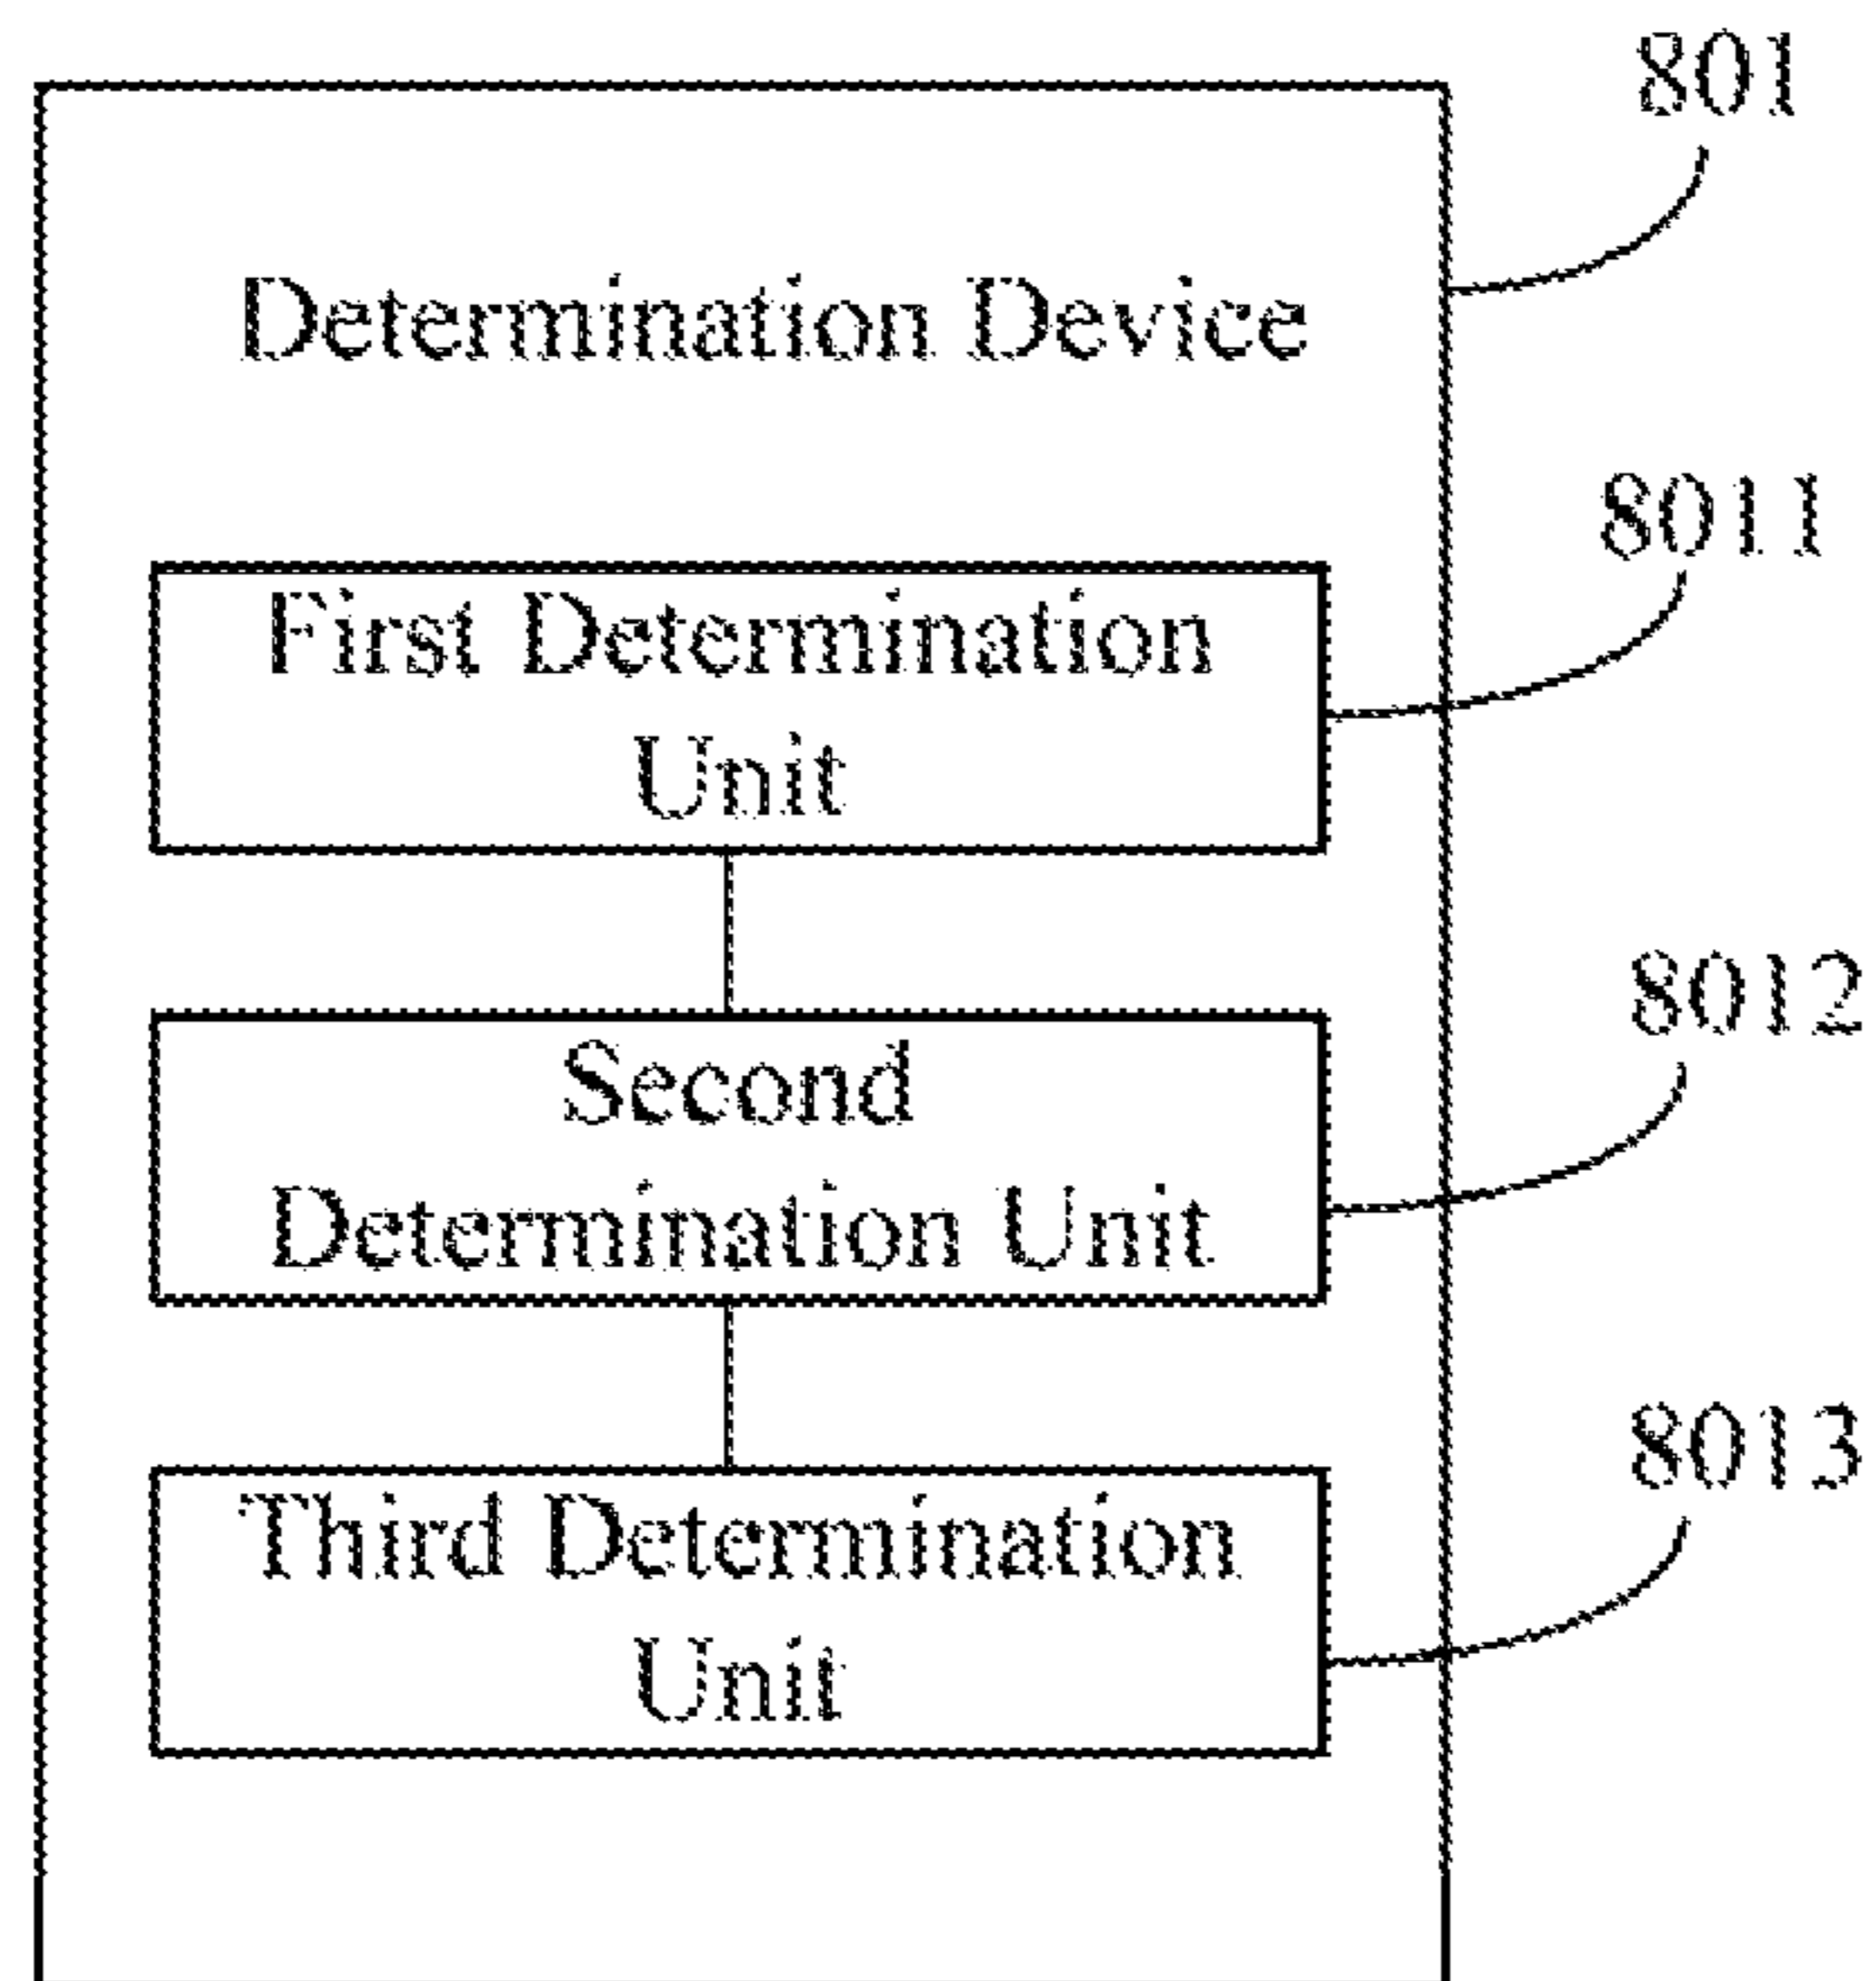 801
Determination Device
8011
First Determination
Unit
8012
Second
Determination Unit
8013
Third Determination
Unit